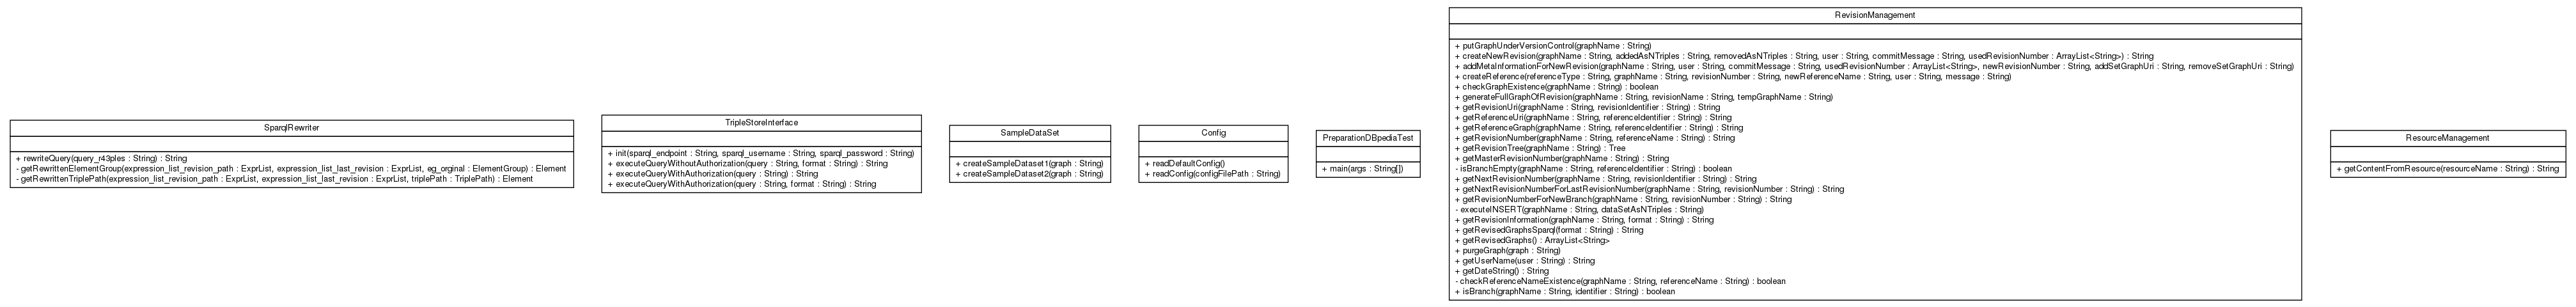 SparqlRewriter
+ rewriteQuery(query_r43ples : String) : String
- getRewrittenElementGroup(expression_list_revision_path : ExprList, expression_list_last_revision : ExprList, eg_orginal : ElementGroup) : Element
- getRewrittenTriplePath(expression_list_revision_path : ExprList, expression_list_last_revision : ExprList, triplePath : TriplePath) : Element
TripleStoreInterface
+ init(sparql_endpoint : String, sparql_username : String, sparql_password : String)
+ executeQueryWithoutAuthorization(query : String, format : String) : String
+ executeQueryWithAuthorization(query : String) : String
+ executeQueryWithAuthorization(query : String, format : String) : String
SampleDataSet
+ createSampleDataset1(graph : String)
+ createSampleDataset2(graph : String)
Config
+ readDefaultConfig()
+ readConfig(configFilePath : String)
PreparationDBpediaTest
+ main(args : String[])
RevisionManagement
+ putGraphUnderVersionControl(graphName : String)
+ createNewRevision(graphName : String, addedAsNTriples : String, removedAsNTriples : String, user : String, commitMessage : String, usedRevisionNumber : ArrayList<String>) : String
+ addMetaInformationForNewRevision(graphName : String, user : String, commitMessage : String, usedRevisionNumber : ArrayList<String>, newRevisionNumber : String, addSetGraphUri : String, removeSetGraphUri : String)
+ createReference(referenceType : String, graphName : String, revisionNumber : String, newReferenceName : String, user : String, message : String)
+ checkGraphExistence(graphName : String) : boolean
+ generateFullGraphOfRevision(graphName : String, revisionName : String, tempGraphName : String)
+ getRevisionUri(graphName : String, revisionIdentifier : String) : String
+ getReferenceUri(graphName : String, referenceIdentifier : String) : String
+ getReferenceGraph(graphName : String, referenceIdentifier : String) : String
+ getRevisionNumber(graphName : String, referenceName : String) : String
+ getRevisionTree(graphName : String) : Tree
+ getMasterRevisionNumber(graphName : String) : String
- isBranchEmpty(graphName : String, referenceIdentifier : String) : boolean
+ getNextRevisionNumber(graphName : String, revisionIdentifier : String) : String
+ getNextRevisionNumberForLastRevisionNumber(graphName : String, revisionNumber : String) : String
+ getRevisionNumberForNewBranch(graphName : String, revisionNumber : String) : String
- executeINSERT(graphName : String, dataSetAsNTriples : String)
+ getRevisionInformation(graphName : String, format : String) : String
+ getRevisedGraphsSparql(format : String) : String
+ getRevisedGraphs() : ArrayList<String>
+ purgeGraph(graph : String)
+ getUserName(user : String) : String
+ getDateString() : String
- checkReferenceNameExistence(graphName : String, referenceName : String) : boolean
+ isBranch(graphName : String, identifier : String) : boolean
ResourceManagement
+ getContentFromResource(resourceName : String) : String